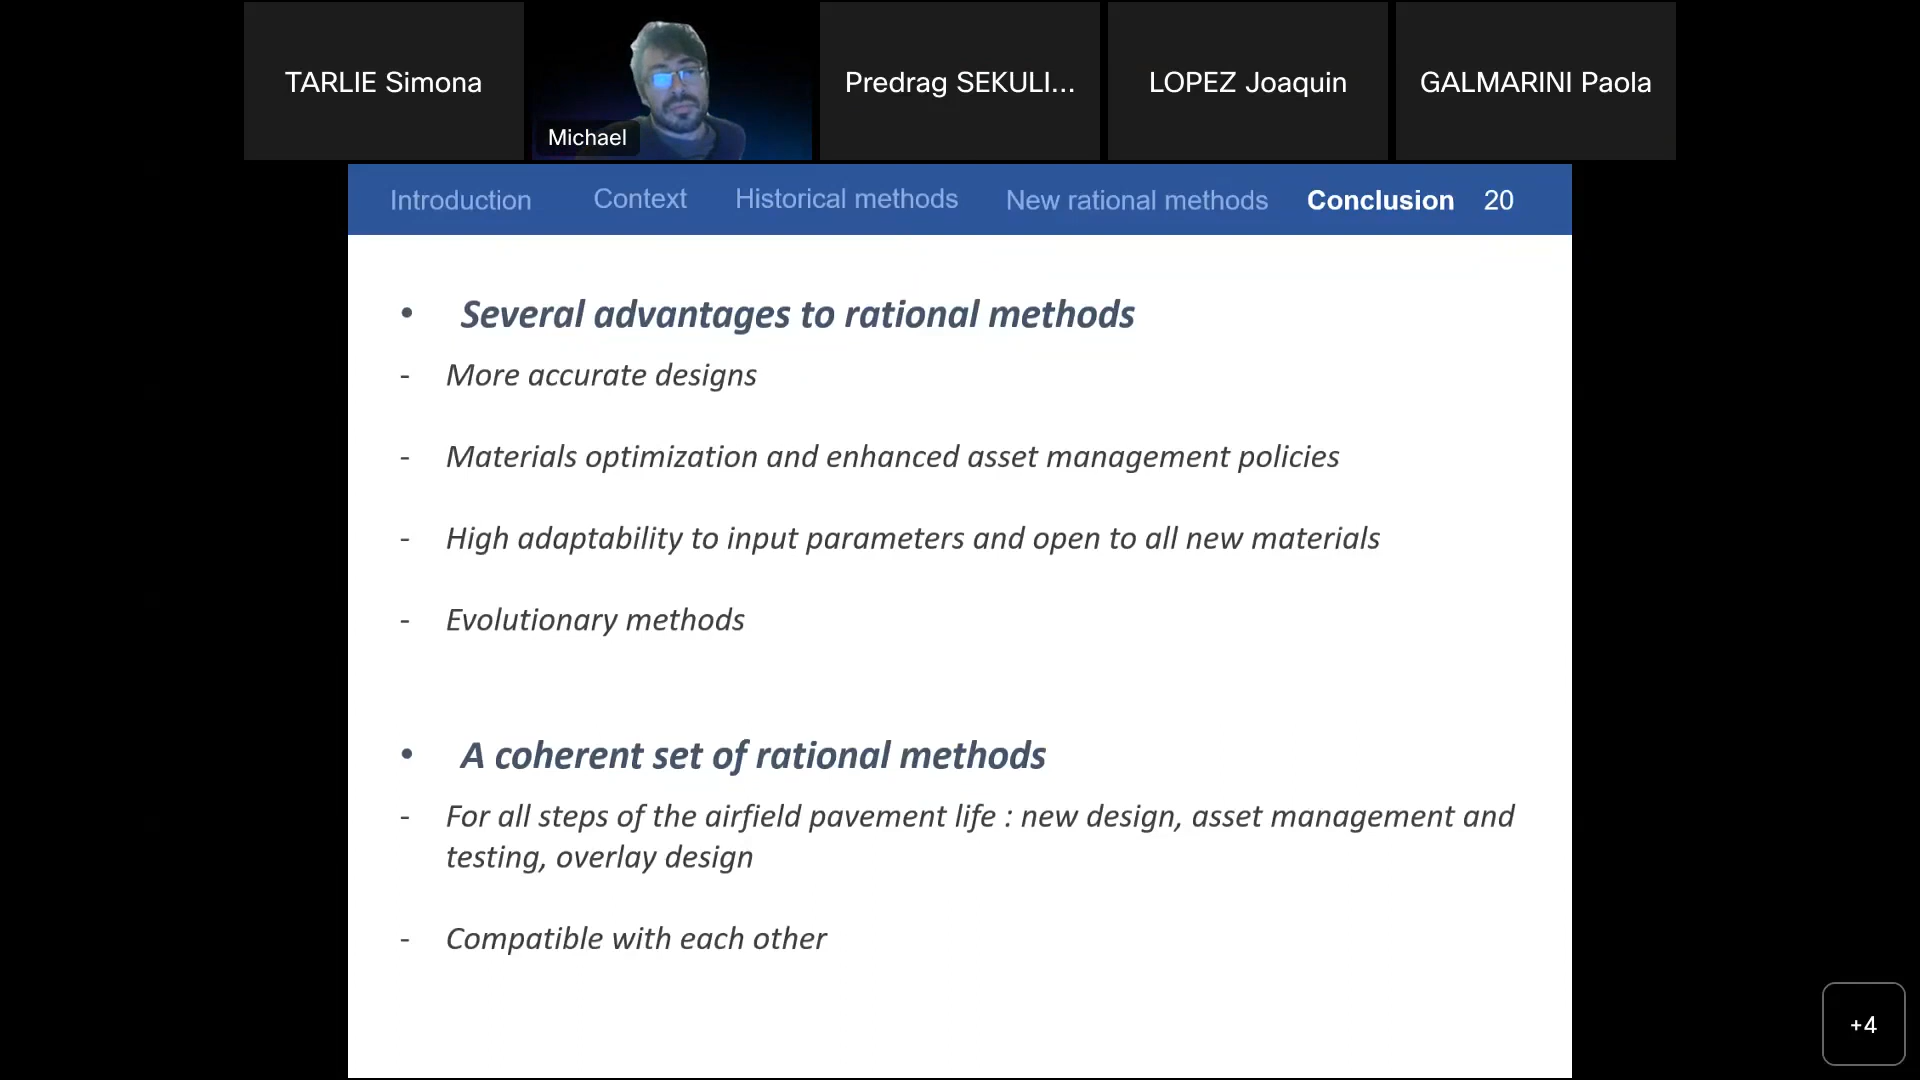 TARLIE Simona
Michael
Predrag SEKULI...
LOPEZ Joaquin
GALMARINI Paola
Introduction Context Historical methods New rational methods Conclusion 20
• Several advantages to rational methods
- More accurate designs
- Materials optimization and enhanced asset management policies
- High adaptability to input parameters and open to all new materials
- Evolutionary methods
• A coherent set of rational methods
- For all steps of the airfield pavement life : new design, asset management and
testing, overlay design
- Compatible with each other
+4